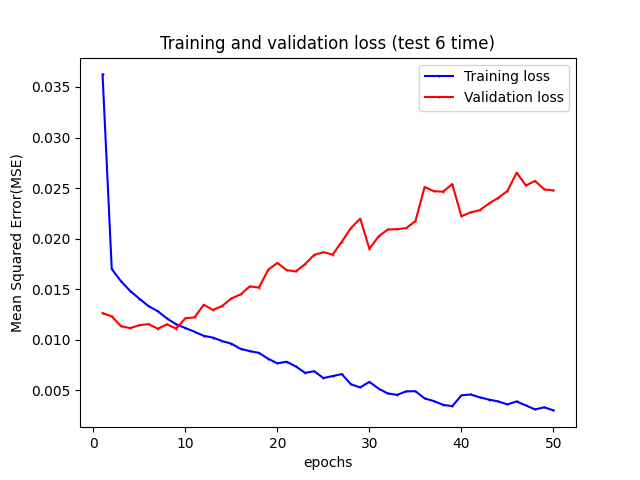 Training and validation loss (test 6 time)
Training loss
Validation loss
Mean Squared Error(MSE)
0.035
0.030
0.025
0.020
0.015
0.010
0.005
0
10
20
30
40
50
epochs